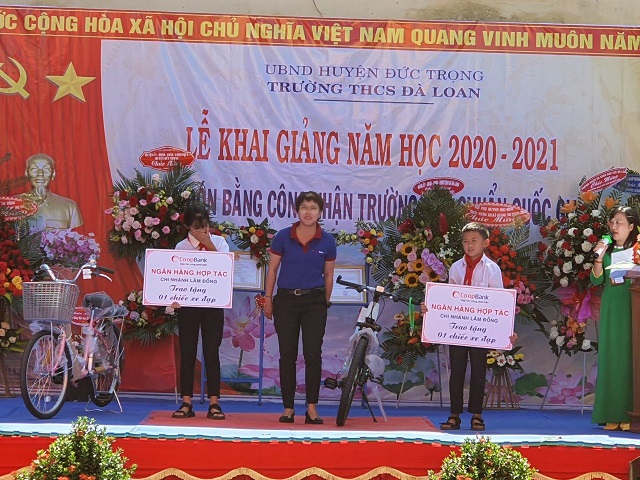 ỚC CỘNG HÒA XÃ HỘI CHỦ NGHĨA VIỆT NAM QUANG VINH MUÔN NĂM
UBND HUYỆN ĐỨC TRỌNG
TRƯỜNG THCS ĐÀ LOAN
LỄ KHAI GIẢNG NĂM HỌC 2020 - 2021
BẰNG CÔNG NHẬN TRƯỜNG CHUẨN QUỐC
Co-opBank
NGÂN HÀNG HỢP TÁC
CHI NHÁNH LÂM ĐỒNG
Trao tặng
01 chiếc xe đạp
Co-opBank
NGÂN HÀNG HỢP TÁC
CHI NHÁNH LÂM ĐỒNG
Trao tặng
01 chiếc xe đạp